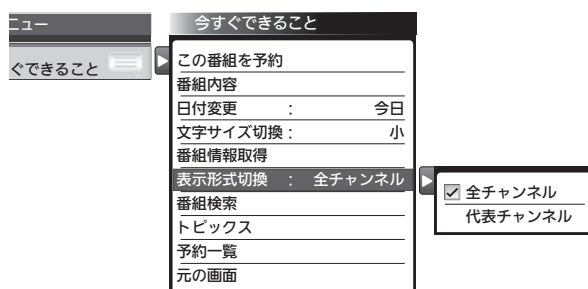 ニュー
今すぐできること
ぐできること
この番組を予約
番組内容
日付変更 : 今日
文字サイズ切換 : 小
番組情報取得
表示形式切換 : 全チャンネル
番組検索
トピックス
予約一覧
元の画面
全チャンネル
代表チャンネル